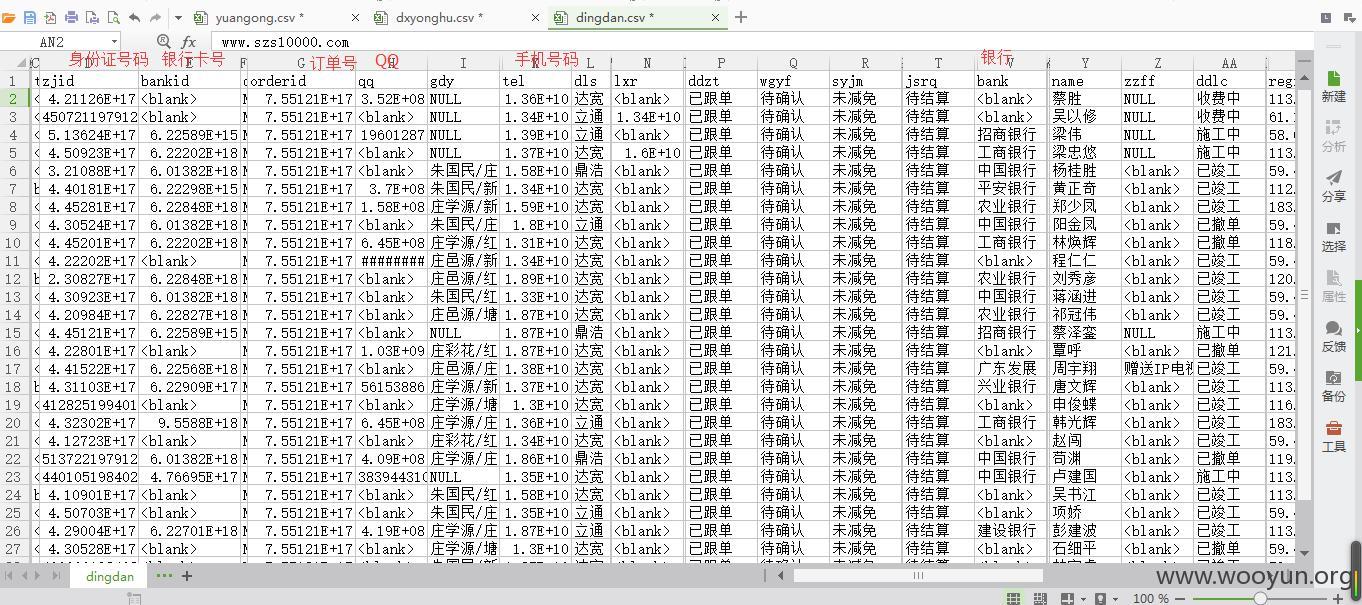 yuangong.csv * × dxyonghu.csv * × dingdan.csv * × +
AN2 fx www.szs10000.com
身份证号码 银行卡号 订单号 QQ 手机号码 银行
G I L N P Q R T Y Z AA
1 tzjid bankid orderid qq gdy tel dls lxr ddzt wgyf syjm jsrq bank name zzff ddlc
2 4.21126E+17 <blank> 7.55121E+17 3.52E+08 NULL 1.36E+10 达宽 <blank> 已跟单 待确认 未减免 待结算 <blank> 蔡胜 NULL 收费中 113.
3 450721197912 <blank> 7.55121E+17 <blank> NULL 1.34E+10 立通 1.34E+10 已跟单 待确认 未减免 待结算 <blank> 吴以修 NULL 收费中 61.
4 5.13624E+17 6.22589E+15 7.55121E+17 19601287 NULL 1.39E+10 立通 <blank> 已跟单 待确认 未减免 待结算 招商银行 梁伟 NULL 施工中 58.
5 4.50923E+17 6.22202E+18 7.55121E+17 <blank> NULL 1.37E+10 达宽 1.6E+10 已跟单 待确认 未减免 待结算 工商银行 梁忠悠 NULL 施工中 113.
6 3.21088E+17 6.01382E+18 7.55121E+17 <blank> 朱国民/庄 1.58E+10 鼎浩 <blank> 已跟单 待确认 未减免 待结算 中国银行 杨桂胜 <blank> 已竣工 59.
7 4.40181E+17 6.22298E+15 7.55121E+17 3.7E+08 朱国民/新 1.34E+10 达宽 <blank> 已跟单 待确认 未减免 待结算 平安银行 黄正奇 <blank> 已竣工 112.
8 4.45281E+17 6.22848E+18 7.55121E+17 1.58E+08 庄学源/新 1.59E+10 达宽 <blank> 已跟单 待确认 未减免 待结算 农业银行 郑少凤 <blank> 已竣工 183.
9 4.30524E+17 6.01382E+18 7.55121E+17 <blank> 朱国民/庄 1.8E+10 立通 <blank> 已跟单 待确认 未减免 待结算 中国银行 阳金凤 <blank> 已撤单 59.
10 4.45201E+17 6.22202E+18 7.55121E+17 6.45E+08 庄学源/红 1.31E+10 达宽 <blank> 已跟单 待确认 未减免 待结算 工商银行 林焕辉 <blank> 已撤单 118.
11 4.22202E+17 <blank> 7.55121E+17 ######## 庄邑源/新 1.34E+10 达宽 <blank> 已跟单 待确认 未减免 待结算 <blank> 程仁仁 <blank> 已撤单 59.
12 2.30827E+17 6.22848E+18 7.55121E+17 <blank> 庄学源/红 1.89E+10 达宽 <blank> 已跟单 待确认 未减免 待结算 农业银行 刘秀彦 <blank> 已竣工 120.
13 4.30923E+17 6.01382E+18 7.55121E+17 <blank> 朱国民/红 1.33E+10 达宽 <blank> 已跟单 待确认 未减免 待结算 中国银行 蒋涵进 <blank> 已竣工 59.
14 4.20984E+17 6.22827E+18 7.55121E+17 <blank> 庄邑源/塘 1.87E+10 达宽 <blank> 已跟单 待确认 未减免 待结算 农业银行 祁冠伟 <blank> 已竣工 59.
15 4.45121E+17 6.22589E+15 7.55121E+17 <blank> NULL 1.87E+10 鼎浩 <blank> 已跟单 待确认 未减免 待结算 招商银行 NULL 施工中 59.
16 4.22801E+17 <blank> 7.55121E+17 1.03E+09 庄彩花/红 1.87E+10 达宽 <blank> 已跟单 待确认 未减免 待结算 <blank> 覃呼 <blank> 已撤单 121.
17 4.41522E+17 6.22568E+18 7.55121E+17 <blank> 庄邑源/庄 1.38E+10 达宽 <blank> 已跟单 待确认 未减免 待结算 广东发展 周宇翔 赠送IP电视 已竣工 59.
18 4.31103E+17 6.22909E+17 7.55121E+17 56153886 庄学源/新 1.37E+10 达宽 <blank> 已跟单 待确认 未减免 待结算 兴业银行 唐文辉 <blank> 已竣工 113.
19 412825199401 <blank> 7.55121E+17 <blank> 庄学源/塘 1.3E+10 达宽 <blank> 已跟单 待确认 未减免 待结算 <blank> 申俊蝶 <blank> 已竣工 116.
20 4.32302E+17 9.5588E+18 7.55121E+17 6.45E+08 庄学源/庄 1.36E+10 立通 <blank> 已跟单 待确认 未减免 待结算 工商银行 韩光辉 <blank> 已竣工 183.
21 4.12723E+17 <blank> 7.55121E+17 <blank> 庄彩花/红 1.34E+10 达宽 <blank> 已跟单 待确认 未减免 待结算 <blank> 赵闯 <blank> 已竣工 59.
22 513722197912 6.01382E+18 7.55121E+17 4.09E+08 庄学源/庄 1.86E+10 鼎浩 <blank> 已跟单 待确认 未减免 待结算 中国银行 苟渊 <blank> 已撤单 119.
23 440105198402 4.76695E+17 7.55121E+17 38394431 NULL 1.35E+10 达宽 <blank> 已跟单 待确认 未减免 待结算 中国银行 卢建国 <blank> 施工中 59.
24 4.10901E+17 <blank> 7.55121E+17 <blank> 朱国民/红 1.58E+10 达宽 <blank> 已跟单 待确认 未减免 待结算 <blank> 吴书江 <blank> 已竣工 59.
25 4.50703E+17 <blank> 7.55121E+17 <blank> 朱国民/庄 1.35E+10 立通 <blank> 已跟单 待确认 未减免 待结算 <blank> 项娇 <blank> 已竣工 59.
26 4.29004E+17 6.22701E+18 7.55121E+17 4.19E+08 庄学源/庄 1.87E+10 立通 <blank> 已跟单 待确认 未减免 待结算 建设银行 彭建波 <blank> 已竣工 113.
27 4.30528E+17 <blank> 7.55121E+17 <blank> 庄学源/塘 1.3E+10 达宽 <blank> 已跟单 待确认 未减免 待结算 <blank> 石细平 <blank> 已竣工 59.
新建
分析
分享
选择
属性
反馈
备份
工具
dingdan ··· +
www.wooyun.org
100 % − +